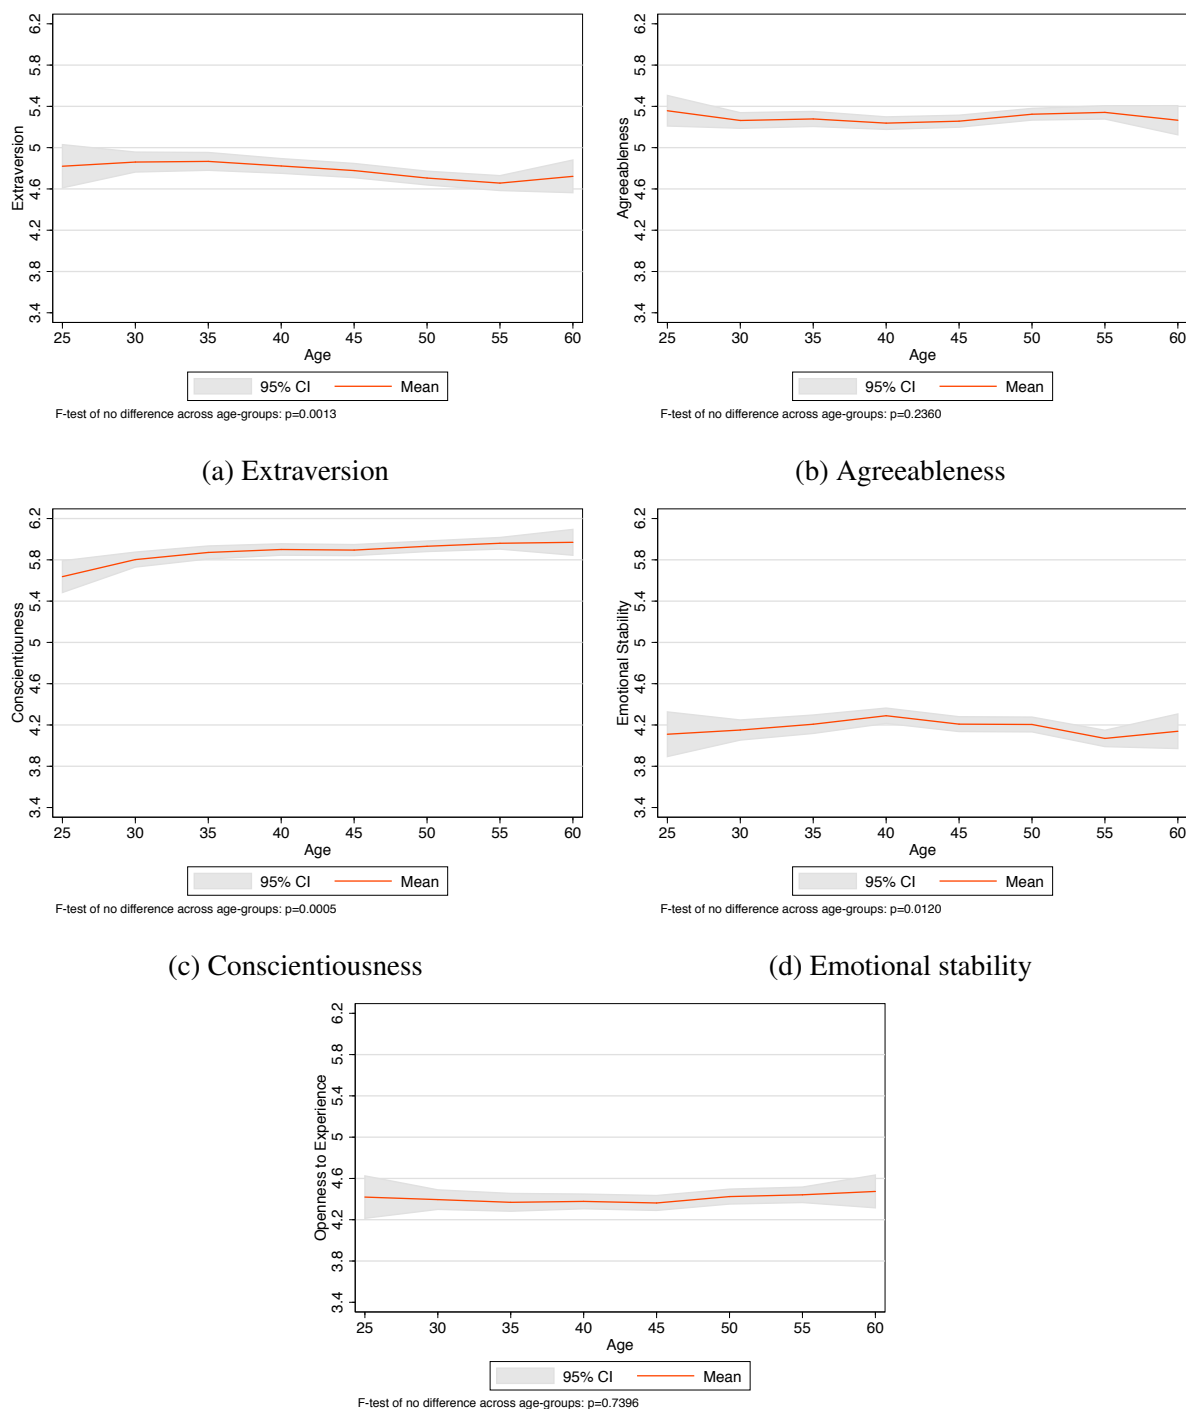 6.2
5.8
5.4
5
4.6
4.2
3.8
3.4
Extraversion
25 30 35 40 45 50 55 60
Age
95% CI Mean
F-test of no difference across age-groups: p=0.0013
(a) Extraversion
6.2
5.8
5.4
5
4.6
4.2
3.8
3.4
Agreeableness
25 30 35 40 45 50 55 60
Age
95% CI Mean
F-test of no difference across age-groups: p=0.2360
(b) Agreeableness
6.2
5.8
5.4
5
4.6
4.2
3.8
3.4
Conscientiouness
25 30 35 40 45 50 55 60
Age
95% CI Mean
F-test of no difference across age-groups: p=0.0005
(c) Conscientiousness
6.2
5.8
5.4
5
4.6
4.2
3.8
3.4
Emotional Stability
25 30 35 40 45 50 55 60
Age
95% CI Mean
F-test of no difference across age-groups: p=0.0120
(d) Emotional stability
6.2
5.8
5.4
5
4.6
4.2
3.8
3.4
Openness to Experience
25 30 35 40 45 50 55 60
Age
95% CI Mean
F-test of no difference across age-groups: p=0.7396